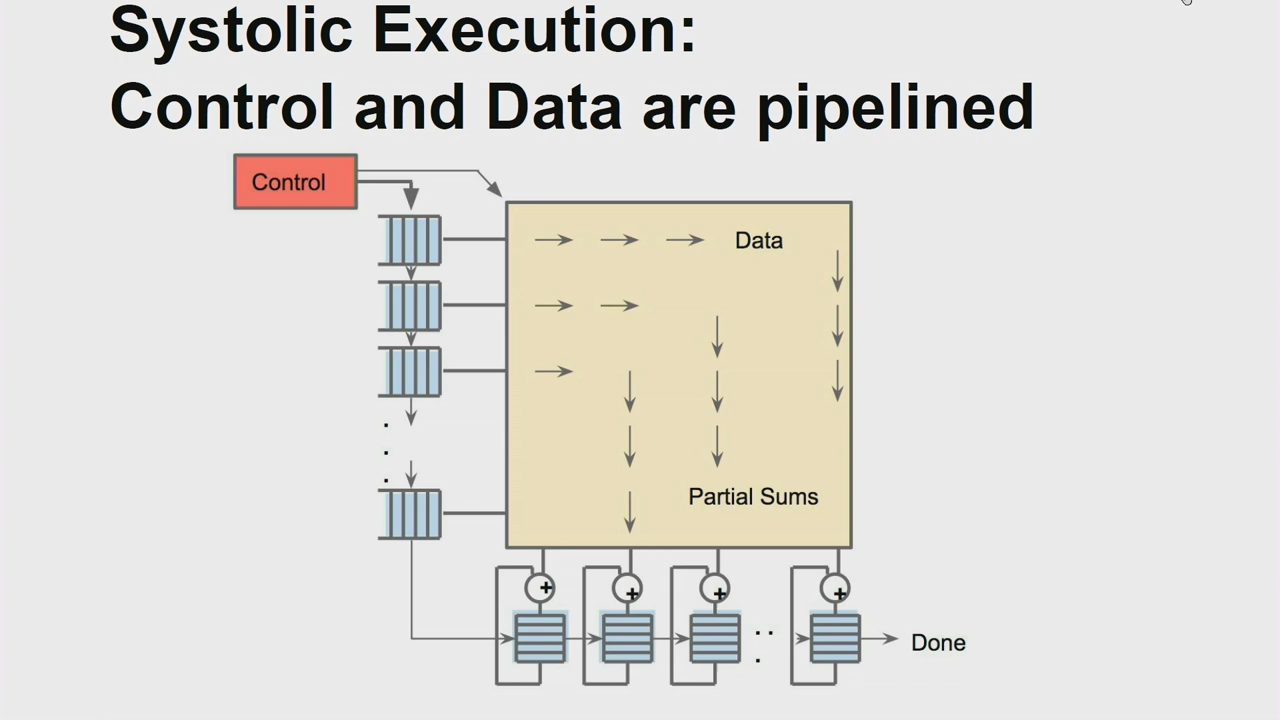 Systolic Execution:
Control and Data are pipelined
Control
Data
Partial Sums
+
+
+
+
Done